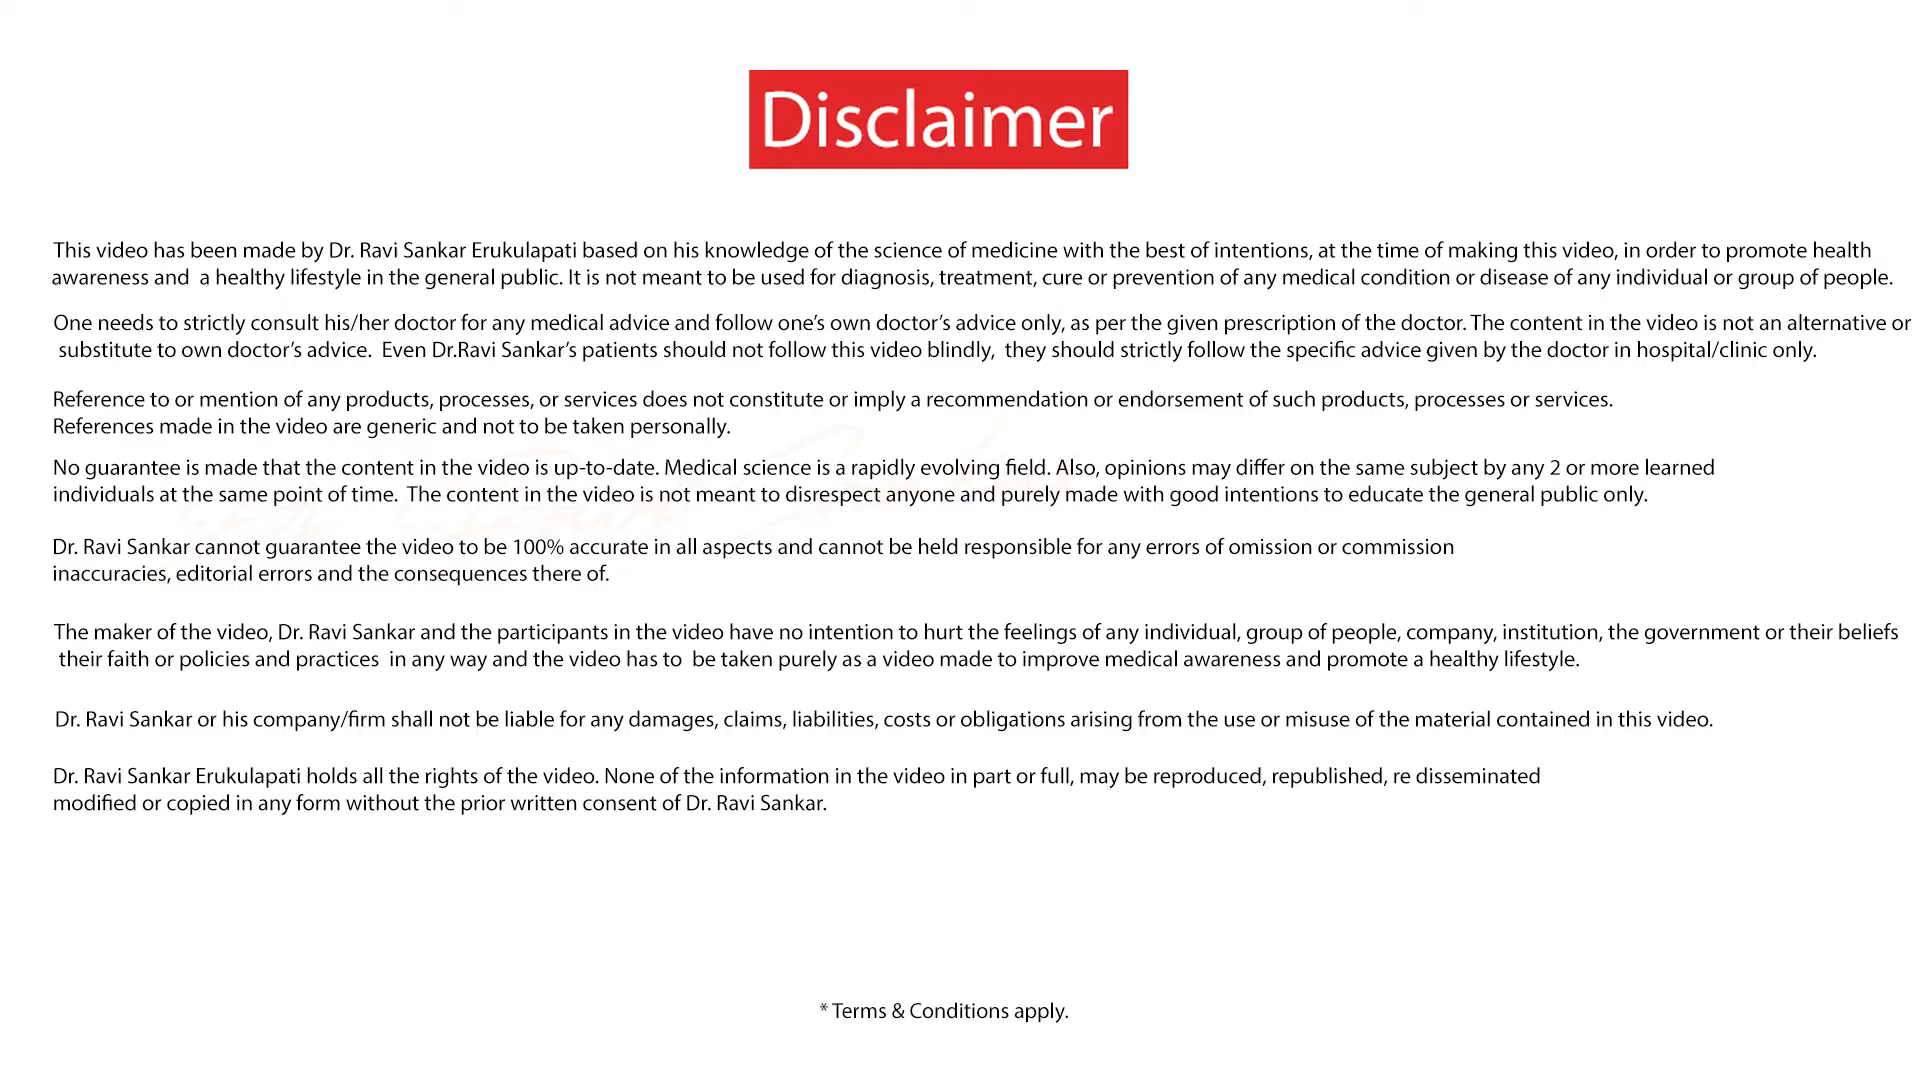 Disclaimer
This video has been made by Dr. Ravi Sankar Erukulapati based on his knowledge of the science of medicine with the best of intentions, at the time of making this video, in order to promote health
awareness and  a healthy lifestyle in the general public. It is not meant to be used for diagnosis, treatment, cure or prevention of any medical condition or disease of any individual or group of people.
One needs to strictly consult his/her doctor for any medical advice and follow one’s own doctor’s advice only, as per the given prescription of the doctor. The content in the video is not an alternative or
substitute to own doctor’s advice.  Even Dr.Ravi Sankar’s patients should not follow this video blindly,  they should strictly follow the specific advice given by the doctor in hospital/clinic only.
Reference to or mention of any products, processes, or services does not constitute or imply a recommendation or endorsement of such products, processes or services.
References made in the video are generic and not to be taken personally.
No guarantee is made that the content in the video is up-to-date. Medical science is a rapidly evolving field. Also, opinions may differ on the same subject by any 2 or more learned
individuals at the same point of time.  The content in the video is not meant to disrespect anyone and purely made with good intentions to educate the general public only.
Dr. Ravi Sankar cannot guarantee the video to be 100% accurate in all aspects and cannot be held responsible for any errors of omission or commission
inaccuracies, editorial errors and the consequences there of.
The maker of the video, Dr. Ravi Sankar and the participants in the video have no intention to hurt the feelings of any individual, group of people, company, institution, the government or their beliefs
their faith or policies and practices  in any way and the video has to  be taken purely as a video made to improve medical awareness and promote a healthy lifestyle.
Dr. Ravi Sankar or his company/firm shall not be liable for any damages, claims, liabilities, costs or obligations arising from the use or misuse of the material contained in this video.
Dr. Ravi Sankar Erukulapati holds all the rights of the video. None of the information in the video in part or full, may be reproduced, republished, re disseminated
modified or copied in any form without the prior written consent of Dr. Ravi Sankar.
* Terms & Conditions apply.